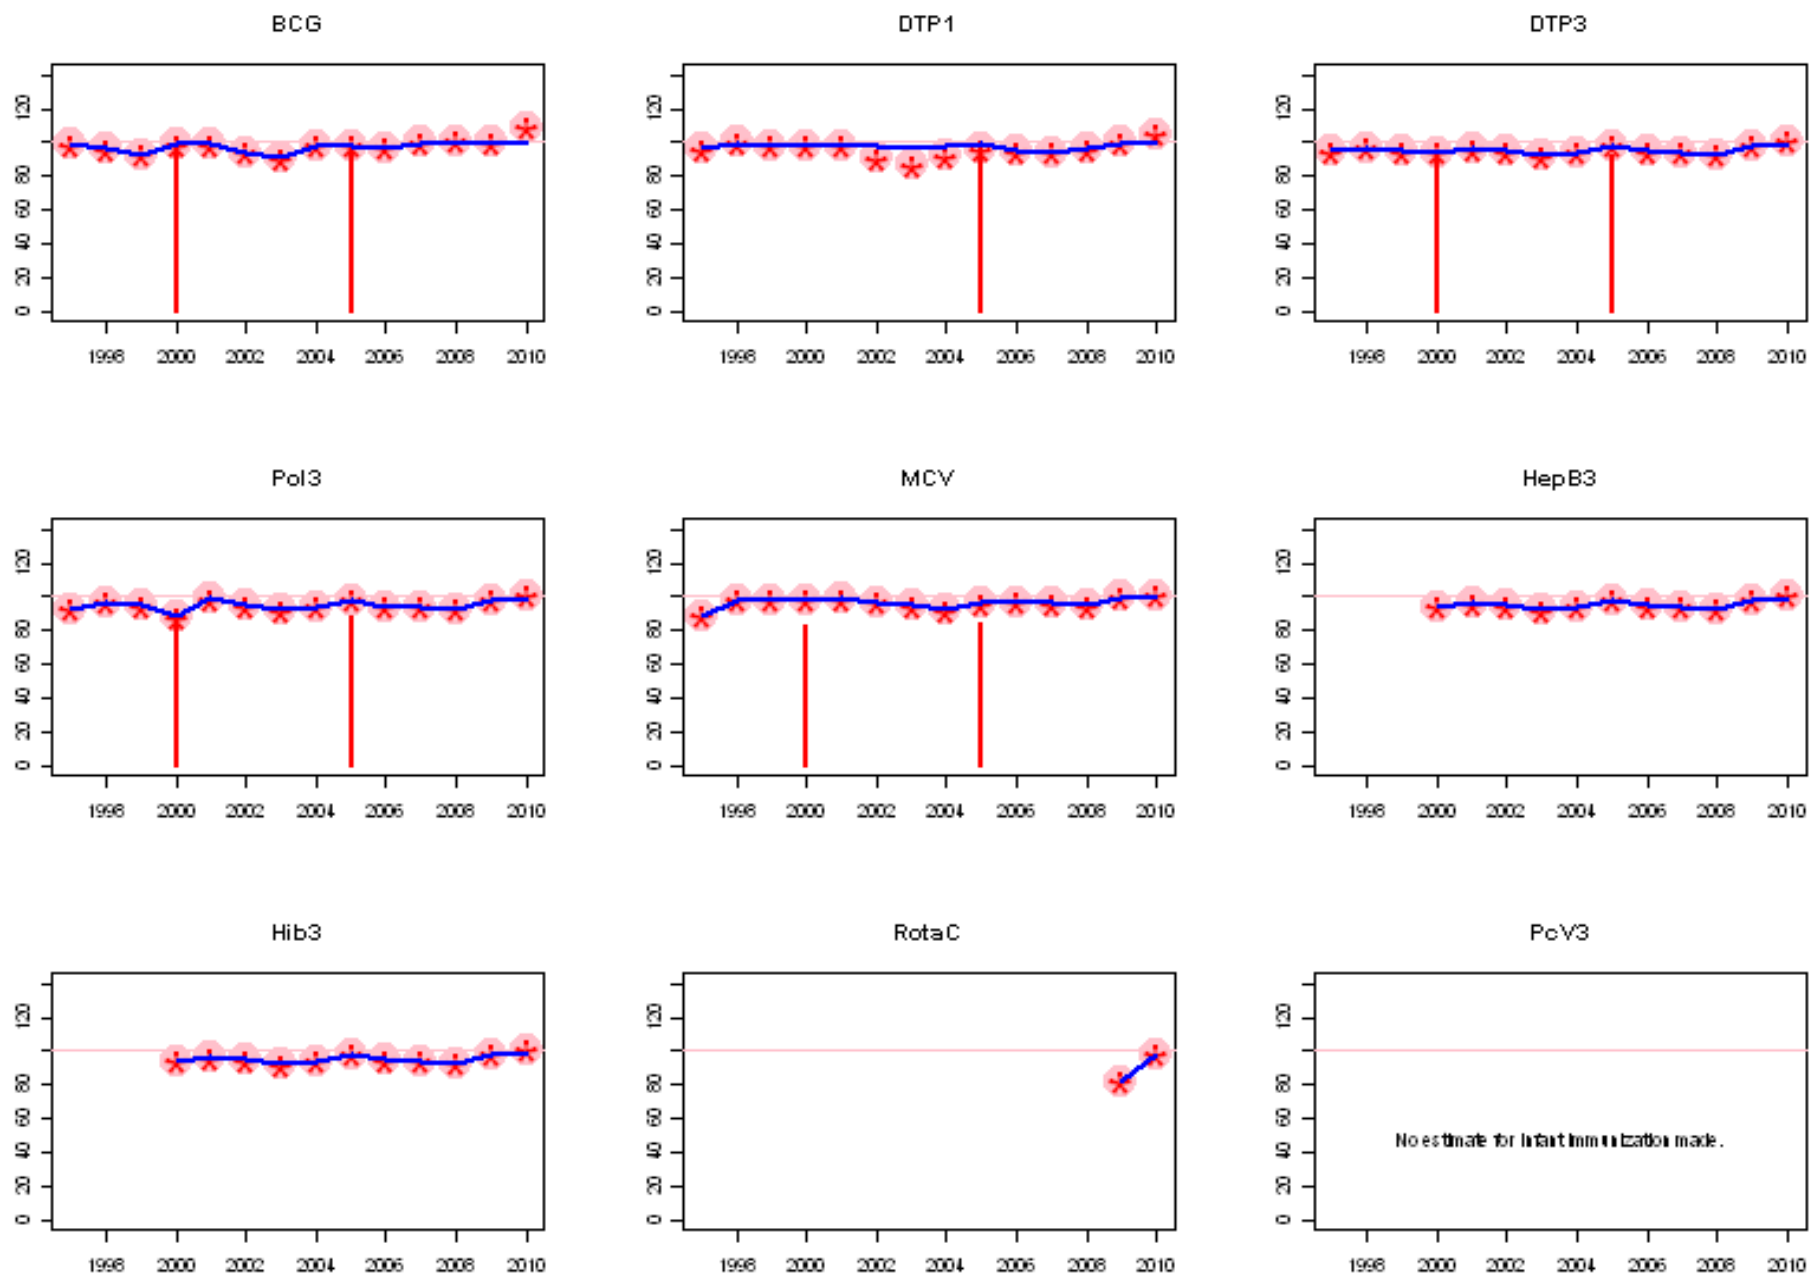 BCG
DTP1
DTP3
0 20 40 60 80 120
0 20 40 60 80 120
0 20 40 60 80 120
1998 2000 2002 2004 2006 2008 2010
1998 2000 2002 2004 2006 2008 2010
1998 2000 2002 2004 2006 2008 2010
Pol3
MCV
HepB3
0 20 40 60 80 120
0 20 40 60 80 120
0 20 40 60 80 120
1998 2000 2002 2004 2006 2008 2010
1998 2000 2002 2004 2006 2008 2010
1998 2000 2002 2004 2006 2008 2010
Hib3
RotaC
PcV3
0 20 40 60 80 120
0 20 40 60 80 120
0 20 40 60 80 120
No estimate for infant immunization made.
1998 2000 2002 2004 2006 2008 2010
1998 2000 2002 2004 2006 2008 2010
1998 2000 2002 2004 2006 2008 2010